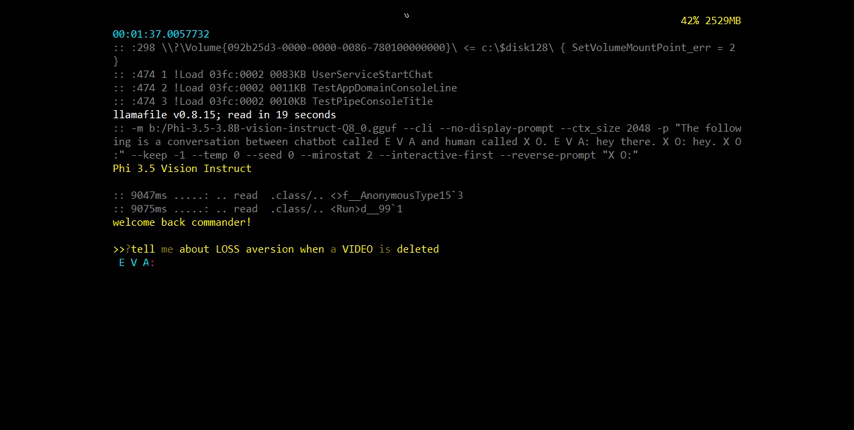 42% 2529MB
00:01:37.0057732
:: :298 \\?\Volume{092b25d3-0000-0000-0086-780100000000}\ <= c:\$disk128\ { SetVolumeMountPoint_err = 2
}
:: :474 1 !Load 03fc:0002 0083KB UserServiceStartChat
:: :474 2 !Load 03fc:0002 0011KB TestAppDomainConsoleLine
:: :474 3 !Load 03fc:0002 0010KB TestPipeConsoleTitle
llamafile v0.8.15; read in 19 seconds
:: -m b:/Phi-3.5-3.8B-vision-instruct-Q8_0.gguf --cli --no-display-prompt --ctx_size 2048 -p "The follow
ing is a conversation between chatbot called E V A and human called X O. E V A: hey there. X O: hey. X O
:" --keep -1 --temp 0 --seed 0 --mirostat 2 --interactive-first --reverse-prompt "X O:"
Phi 3.5 Vision Instruct
:: 9047ms .....: .. read  .class/.. <>f__AnonymousType15`3
:: 9075ms .....: .. read  .class/.. <Run>d__99`1
welcome back commander!
>>?tell me about LOSS aversion when a VIDEO is deleted
E V A: